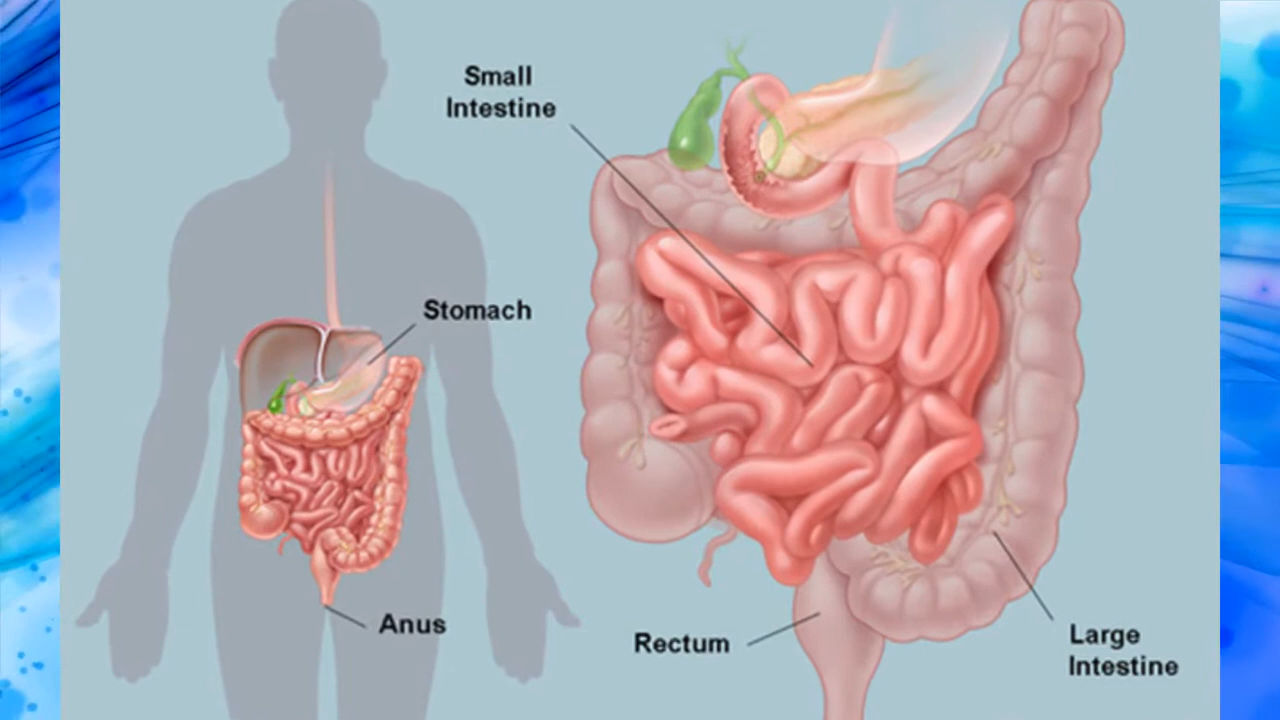 Small
Intestine
Stomach
Anus
Rectum
Large
Intestine